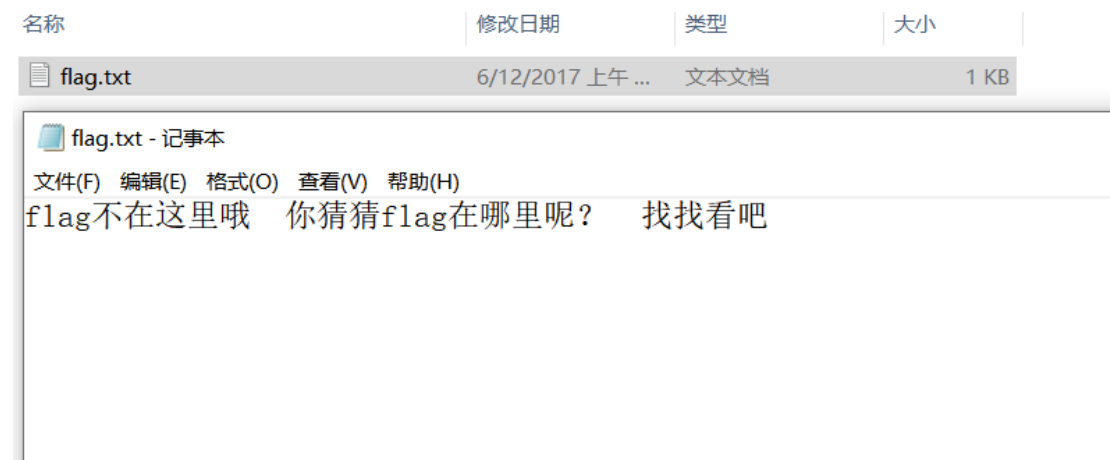 名称 修改日期 类型 大小
flag.txt 6/12/2017 上午 ... 文本文档 1 KB
flag.txt - 记事本
文件(F) 编辑(E) 格式(O) 查看(V) 帮助(H)
flag不在这里哦 你猜猜flag在哪里呢? 找找看吧